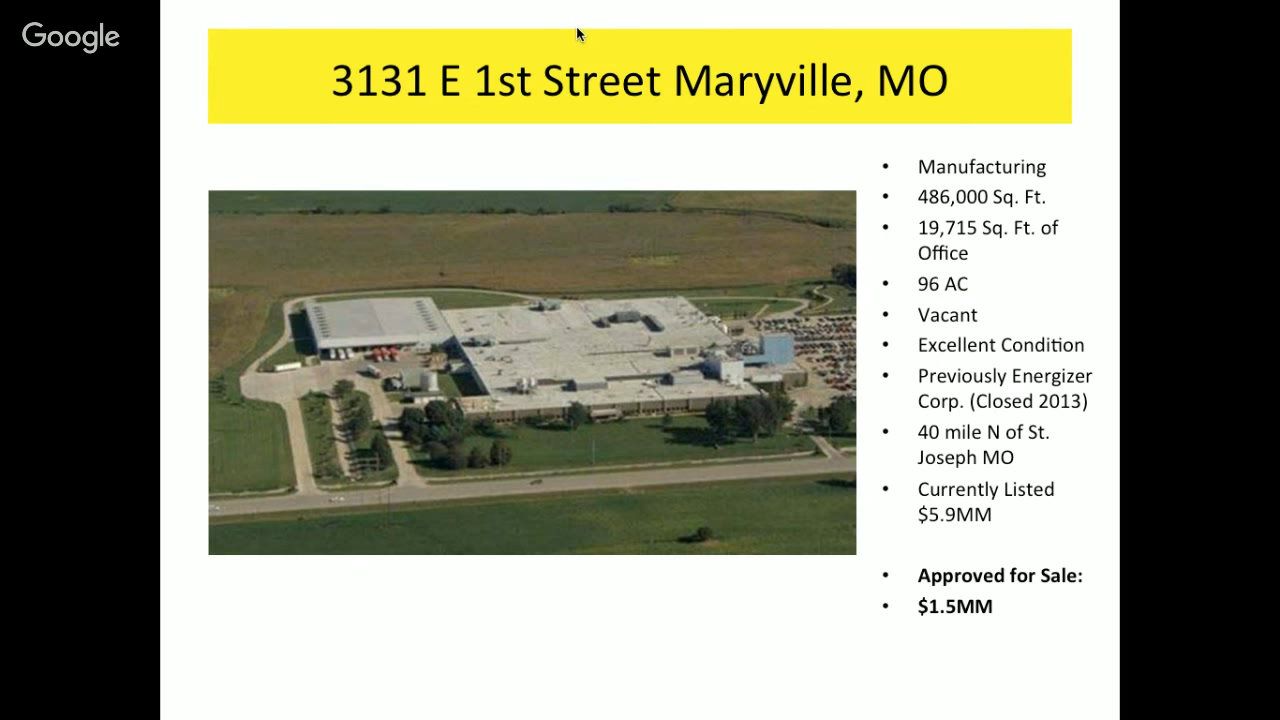 Google
3131 E 1st Street Maryville, MO
• Manufacturing
• 486,000 Sq. Ft.
• 19,715 Sq. Ft. of
Office
• 96 AC
• Vacant
• Excellent Condition
• Previously Energizer
Corp. (Closed 2013)
• 40 mile N of St.
Joseph MO
• Currently Listed
$5.9MM
• Approved for Sale:
• $1.5MM